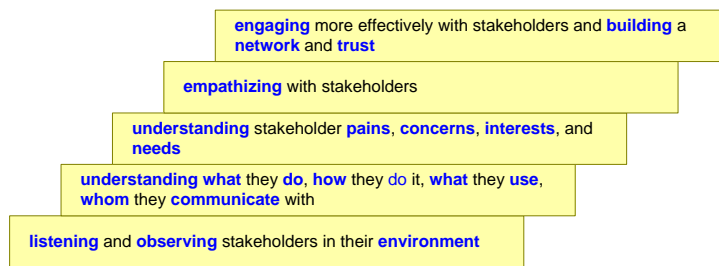 engaging more effectively with stakeholders and building a
network and trust
empathizing with stakeholders
understanding stakeholder pains, concerns, interests, and
needs
understanding what they do, how they do it, what they use,
whom they communicate with
listening and observing stakeholders in their environment